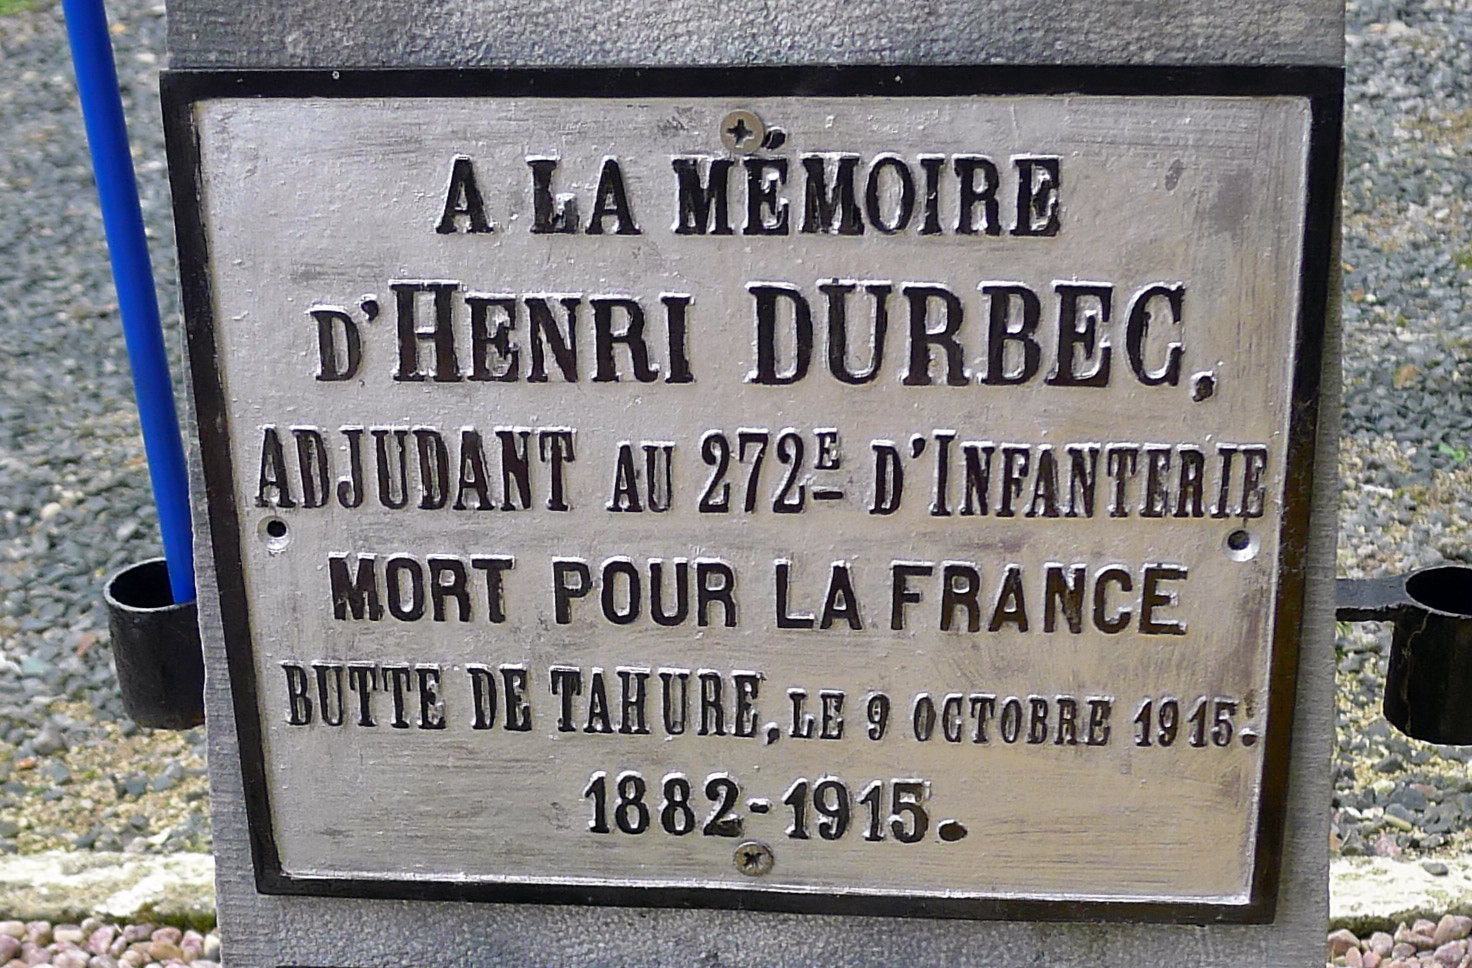 A LA MÉMOIRE
D'HENRI DURBEC,
ADJUDANT AU 272E D'INFANTERIE
MORT POUR LA FRANCE
BUTTE DE TAHURE, LE 9 OCTOBRE 1915.
1882-1915.